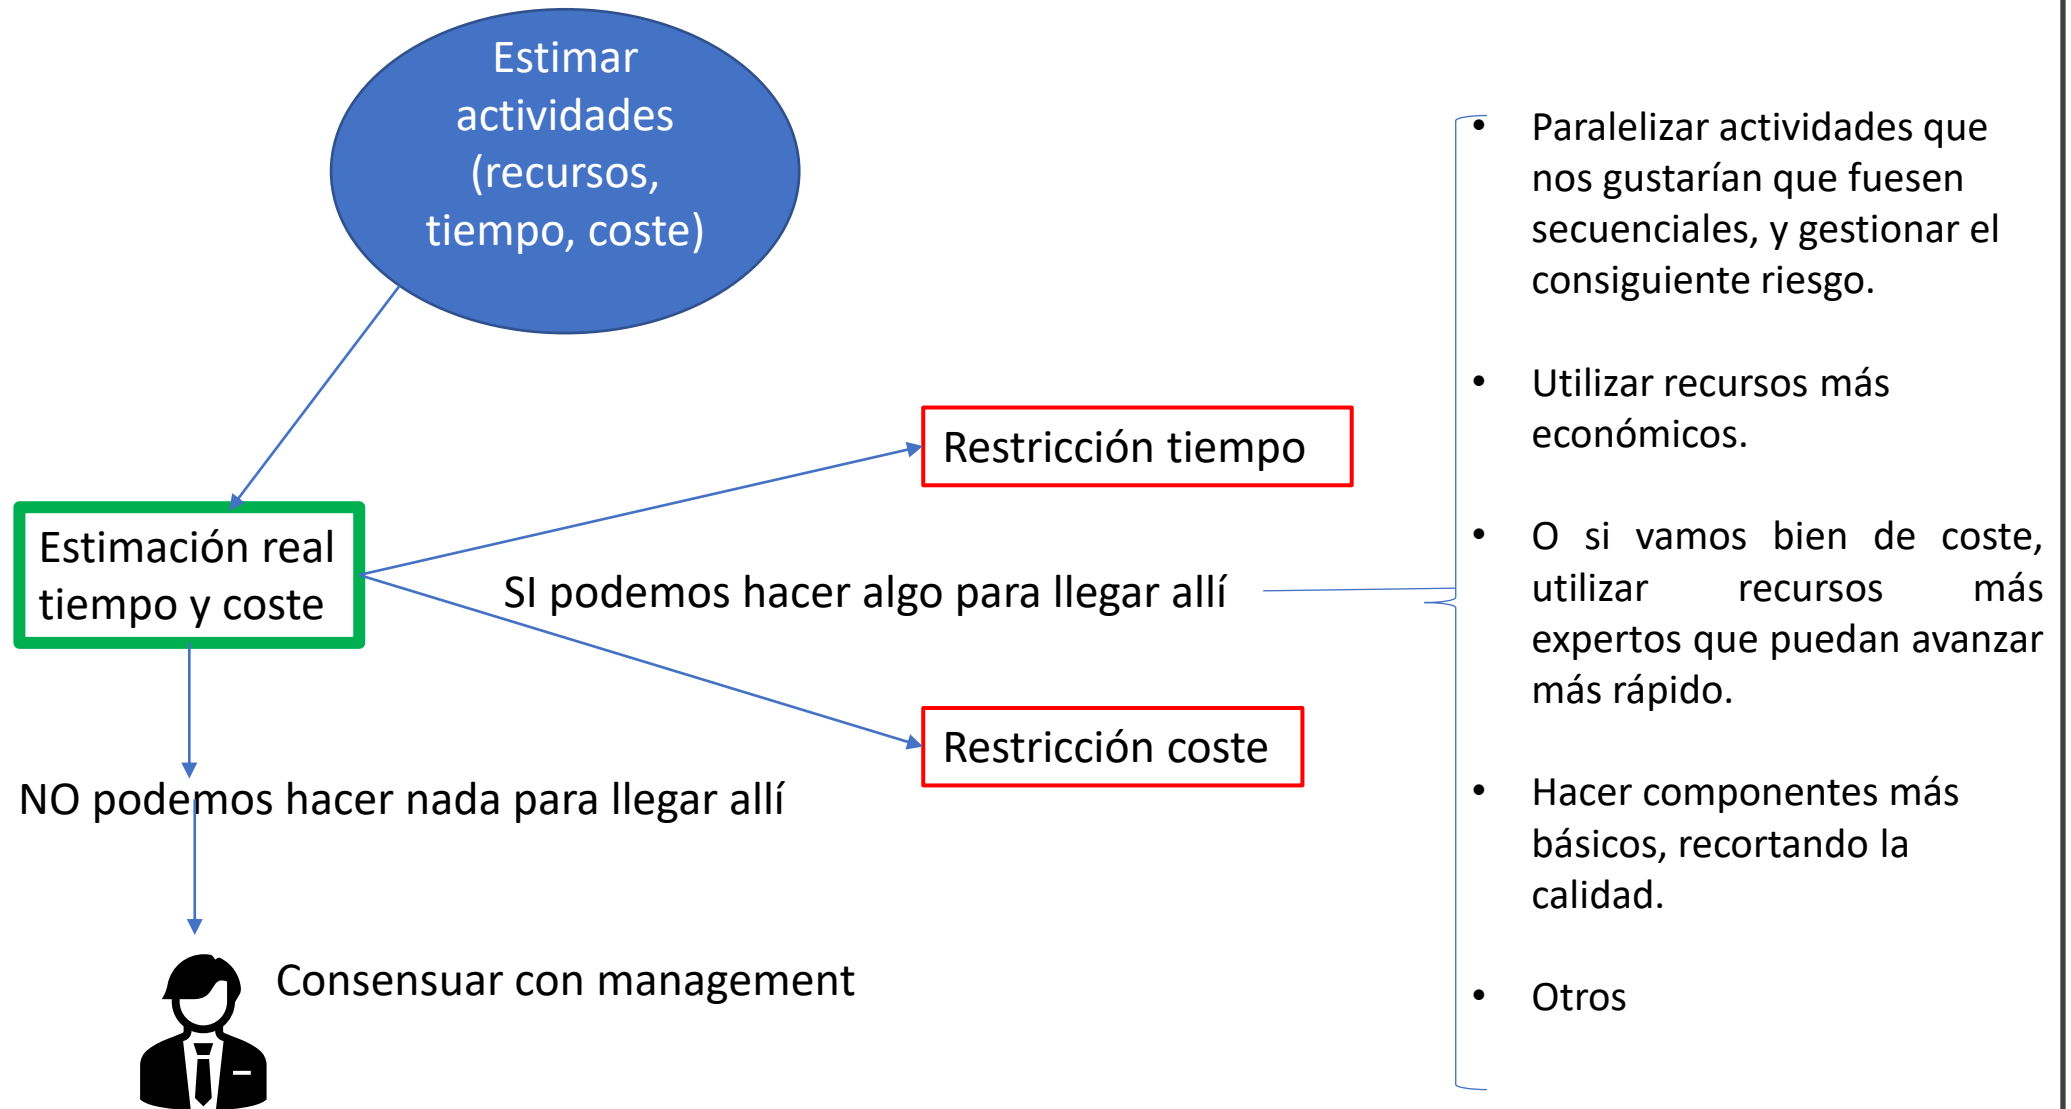 Estimar
actividades
(recursos,
tiempo, coste)
Estimación real
tiempo y coste
Restricción tiempo
SI podemos hacer algo para llegar allí
Restricción coste
NO podemos hacer nada para llegar allí
Consensuar con management
• Paralelizar actividades que
nos gustarían que fuesen
secuenciales, y gestionar el
consiguiente riesgo.
• Utilizar recursos más
económicos.
• O si vamos bien de coste,
utilizar recursos más
expertos que puedan avanzar
más rápido.
• Hacer componentes más
básicos, recortando la
calidad.
• Otros